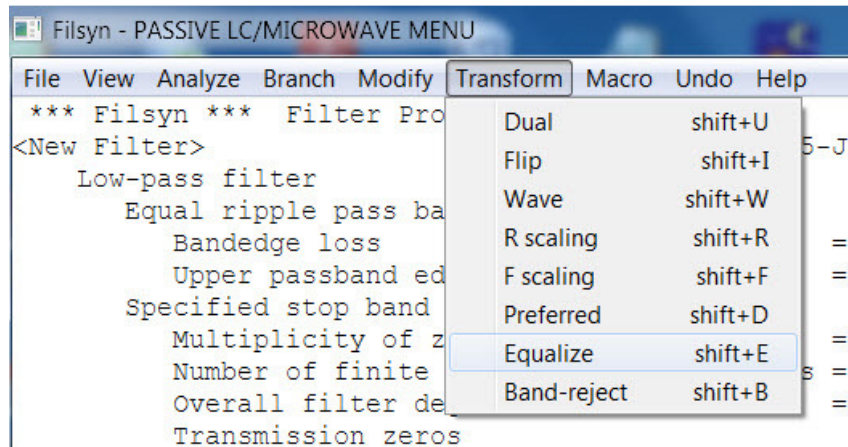 Filsyn - PASSIVE LC/MICROWAVE MENU
File View Analyze Branch Modify Transform Macro Undo Help
*** Filsyn *** Filter Pro
<New Filter> 5-J
Low-pass filter
Equal ripple pass ba
Bandedge loss =
Upper passband ed =
Specified stop band
Multiplicity of z =
Number of finite s =
Overall filter de =
Transmission zeros
Dual shift+U
Flip shift+I
Wave shift+W
R scaling shift+R
F scaling shift+F
Preferred shift+D
Equalize shift+E
Band-reject shift+B